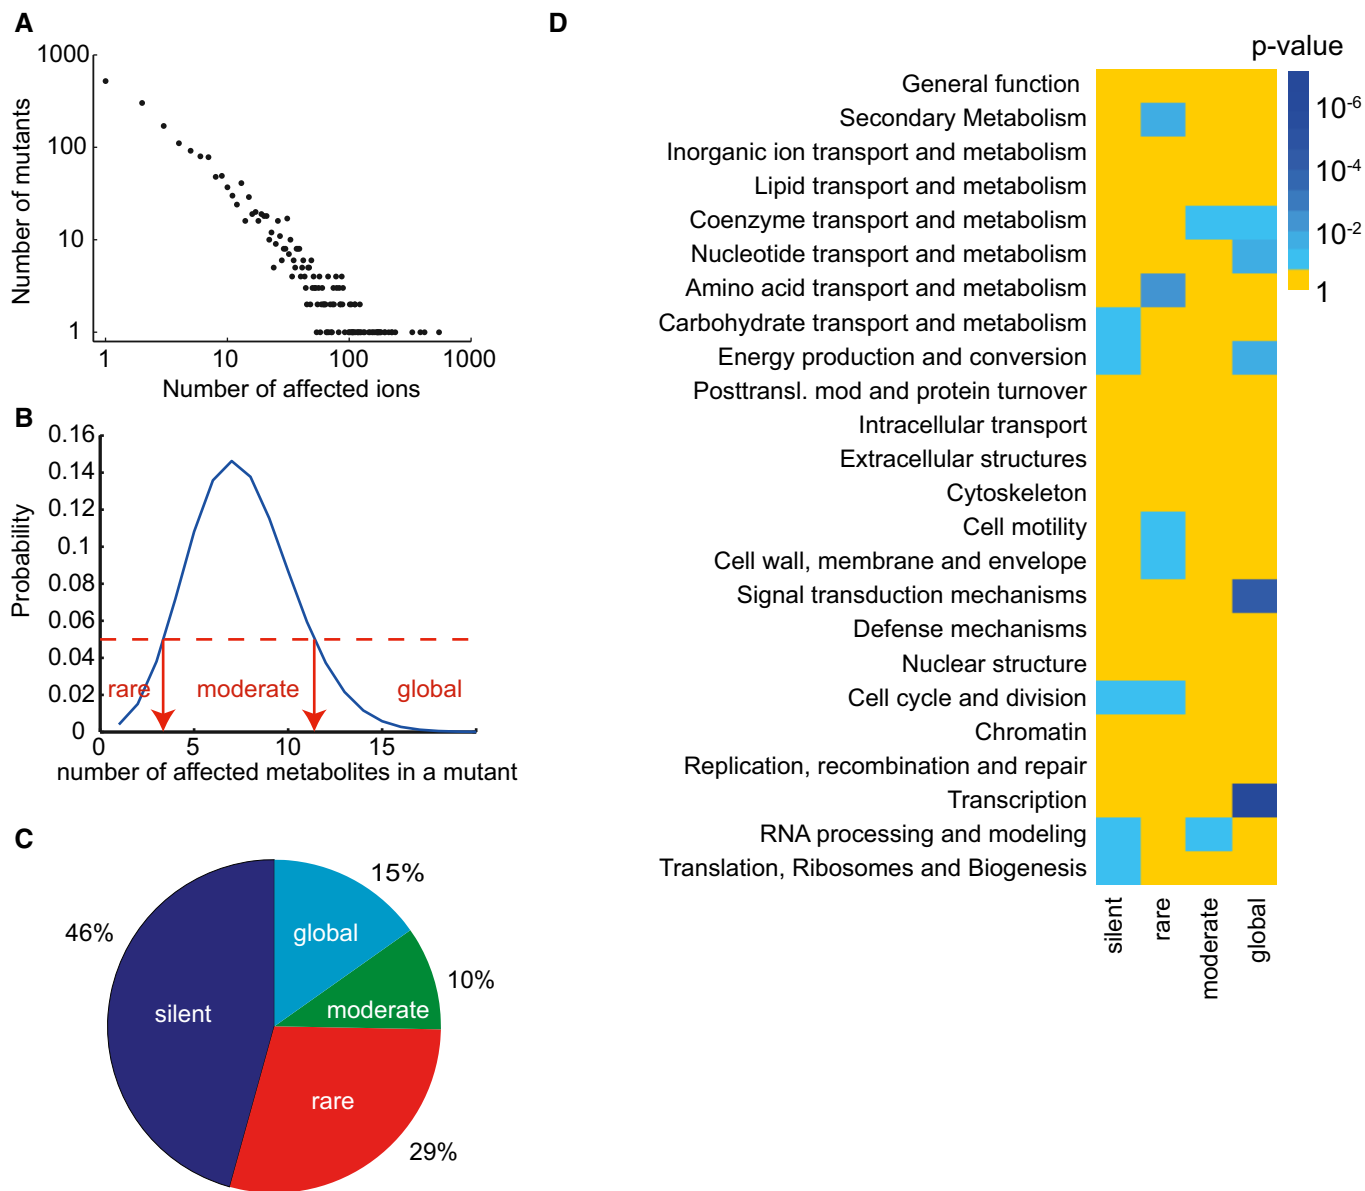 A
1000
100
10
1
Number of mutants
1 10 100 1000
Number of affected ions
B
0.16
0.14
0.12
0.1
0.08
0.06
0.04
0.02
0
Probability
rare moderate global
0 5 10 15
number of affected metabolites in a mutant
C
15%
46%
global
10%
silent
moderate
rare
29%
D
p-value
10-6
10-4
10-2
1
General function
Secondary Metabolism
Inorganic ion transport and metabolism
Lipid transport and metabolism
Coenzyme transport and metabolism
Nucleotide transport and metabolism
Amino acid transport and metabolism
Carbohydrate transport and metabolism
Energy production and conversion
Posttransl. mod and protein turnover
Intracellular transport
Extracellular structures
Cytoskeleton
Cell motility
Cell wall, membrane and envelope
Signal transduction mechanisms
Defense mechanisms
Nuclear structure
Cell cycle and division
Chromatin
Replication, recombination and repair
Transcription
RNA processing and modeling
Translation, Ribosomes and Biogenesis
silent
rare
moderate
global